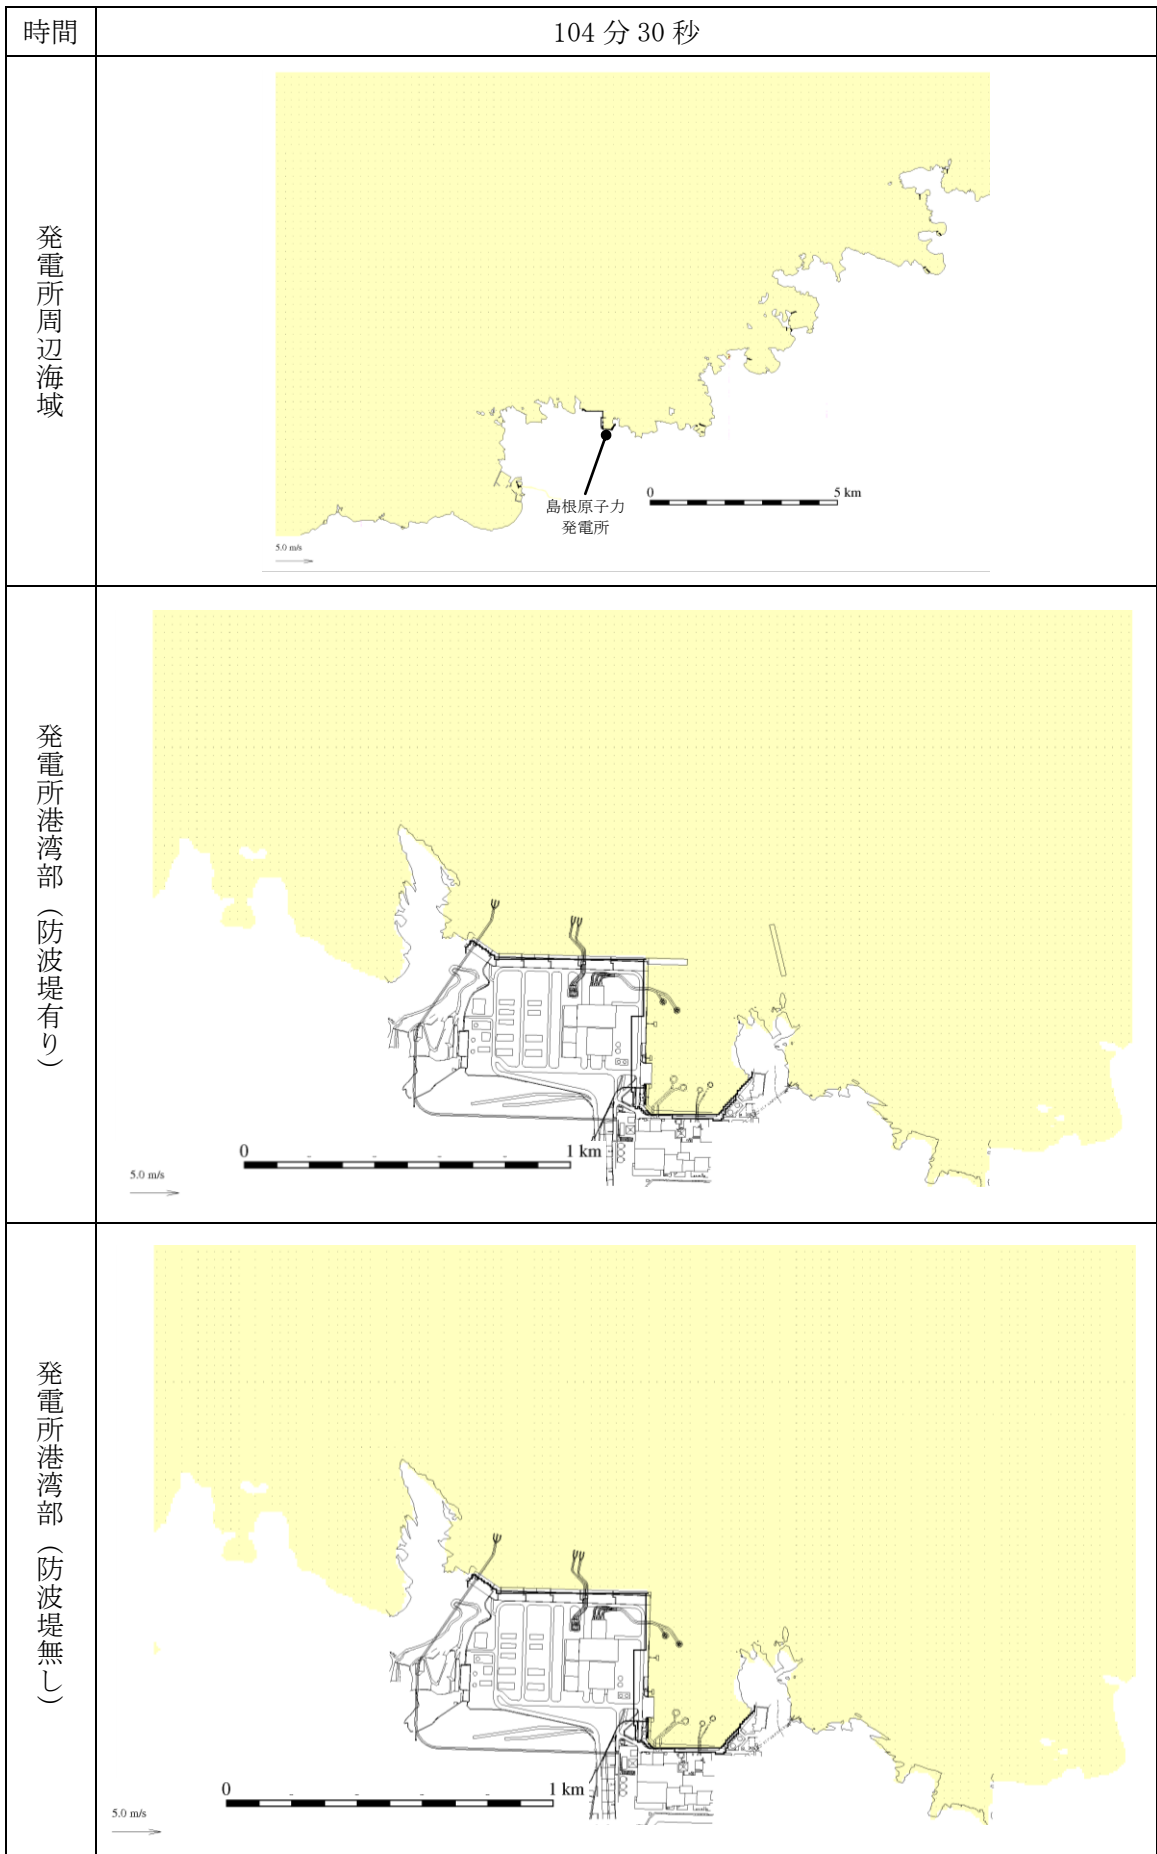 時間
104 分 30 秒
発電所周辺海域
島根原子力
発電所
0
5 km
5.0 m/s
発電所港湾部（防波堤有り）
0
1 km
5.0 m/s
発電所港湾部（防波堤無し）
0
1 km
5.0 m/s